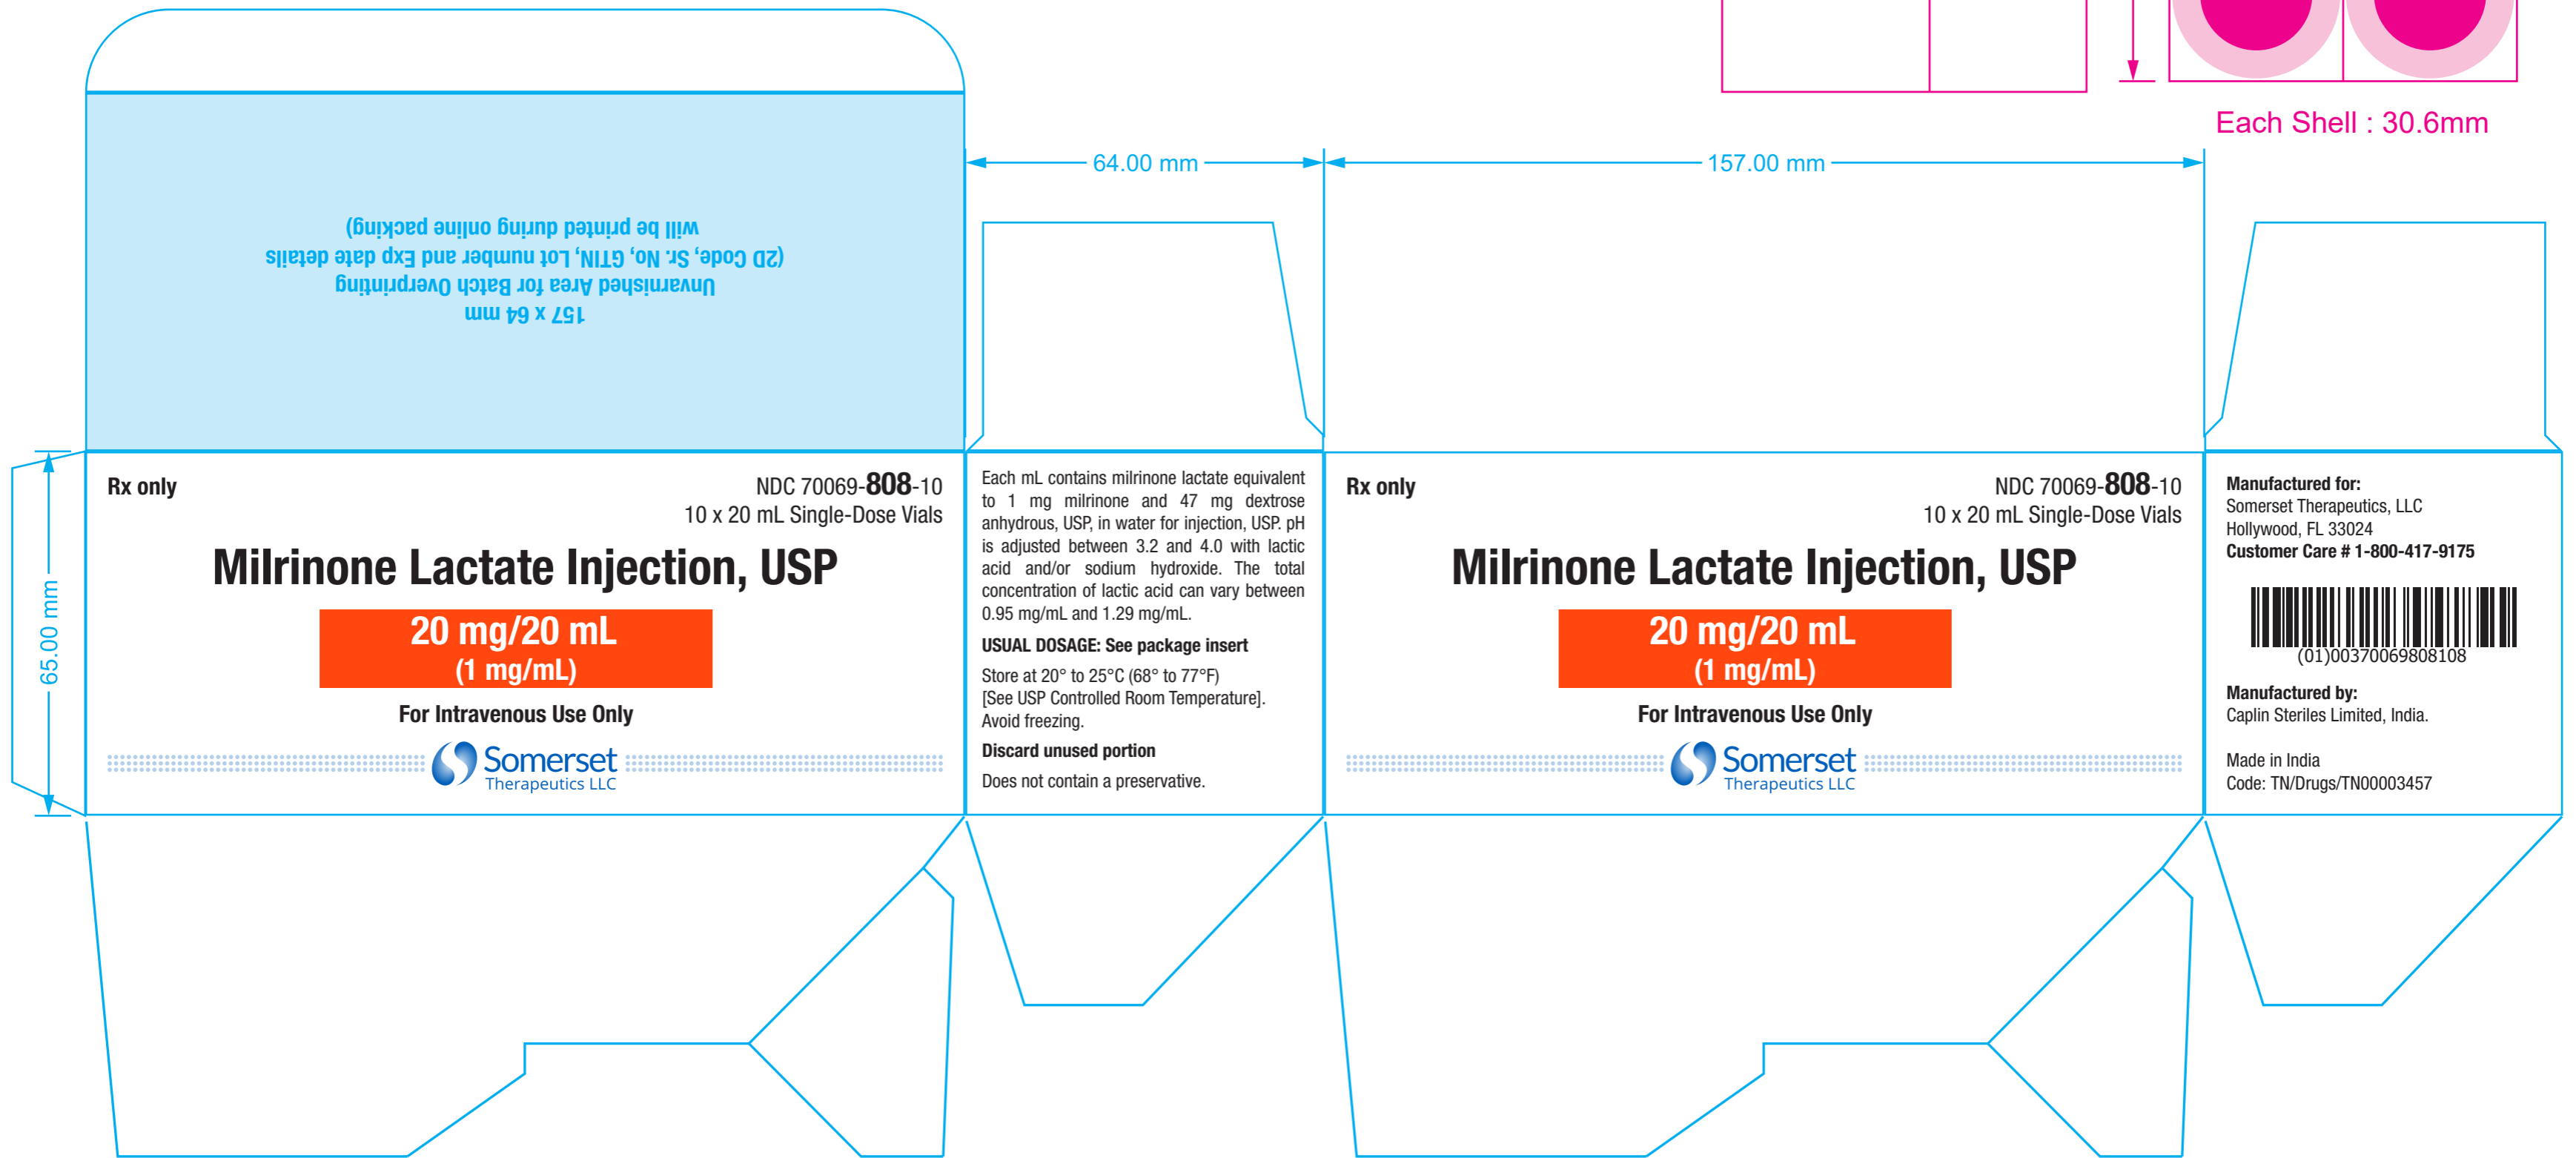 Each Shell : 30.6mm
64.00 mm
157.00 mm
157 x 64 mm
Unvarnished Area for Batch Overprinting
(2D Code, Sr. No, GTIN, Lot number and Exp date details
will be printed during online packing)
65.00 mm
Rx only
NDC 70069-808-10
10 x 20 mL Single-Dose Vials
Milrinone Lactate Injection, USP
20 mg/20 mL
(1 mg/mL)
For Intravenous Use Only
Somerset
Therapeutics LLC
Each mL contains milrinone lactate equivalent
to 1 mg milrinone and 47 mg dextrose
anhydrous, USP, in water for injection, USP. pH
is adjusted between 3.2 and 4.0 with lactic
acid and/or sodium hydroxide. The total
concentration of lactic acid can vary between
0.95 mg/mL and 1.29 mg/mL.
USUAL DOSAGE: See package insert
Store at 20° to 25°C (68° to 77°F)
[See USP Controlled Room Temperature].
Avoid freezing.
Discard unused portion
Does not contain a preservative.
Rx only
NDC 70069-808-10
10 x 20 mL Single-Dose Vials
Milrinone Lactate Injection, USP
20 mg/20 mL
(1 mg/mL)
For Intravenous Use Only
Somerset
Therapeutics LLC
Manufactured for:
Somerset Therapeutics, LLC
Hollywood, FL 33024
Customer Care # 1-800-417-9175
(01)00370069808108
Manufactured by:
Caplin Steriles Limited, India.
Made in India
Code: TN/Drugs/TN00003457